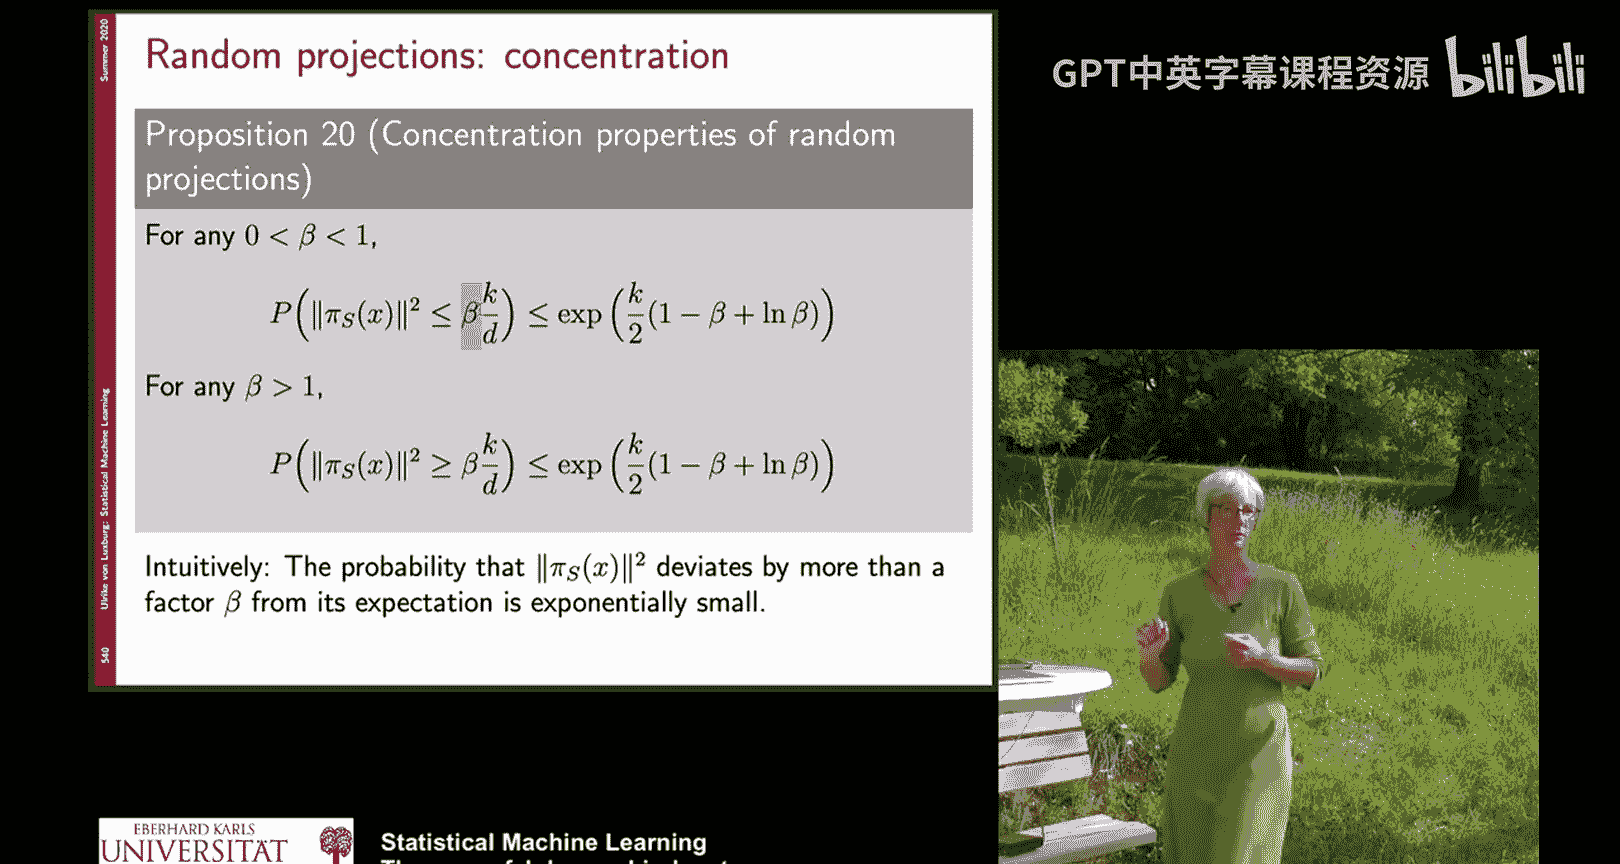 Summer 2020
Random projections: concentration
Proposition 20 (Concentration properties of random
projections)
For any 0 < β < 1,
P(‖π_S(x)‖² ≤ β k/d) ≤ exp(k/2 (1 − β + ln β))
For any β > 1,
P(‖π_S(x)‖² ≥ β k/d) ≤ exp(k/2 (1 − β + ln β))
Intuitively: The probability that ‖π_S(x)‖² deviates by more than a
factor β from its expectation is exponentially small.
Ulrike von Luxburg: Statistical Machine Learning
540
GPT中英字幕课程资源 bilibili
EBERHARD KARLS
UNIVERSITÄT
Statistical Machine Learning